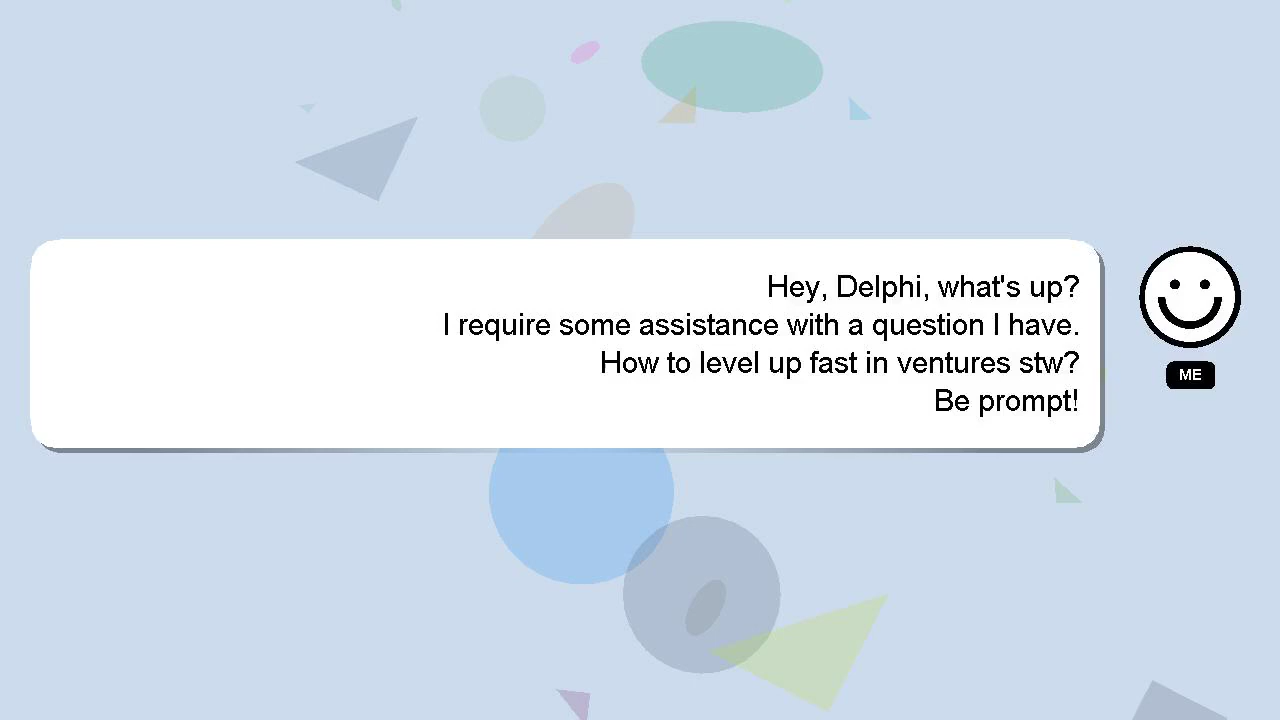 Hey, Delphi, what's up?
I require some assistance with a question I have.
How to level up fast in ventures stw?
Be prompt!
ME